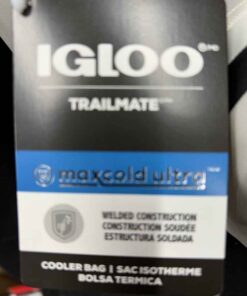 IGLOO
TRAILMATE
maxcold ultra
WELDED CONSTRUCTION
CONSTRUCTION SOUDÉE
ESTRUCTURA SOLDADA
COOLER BAG | SAC ISOTHERME
BOLSA TERMICA